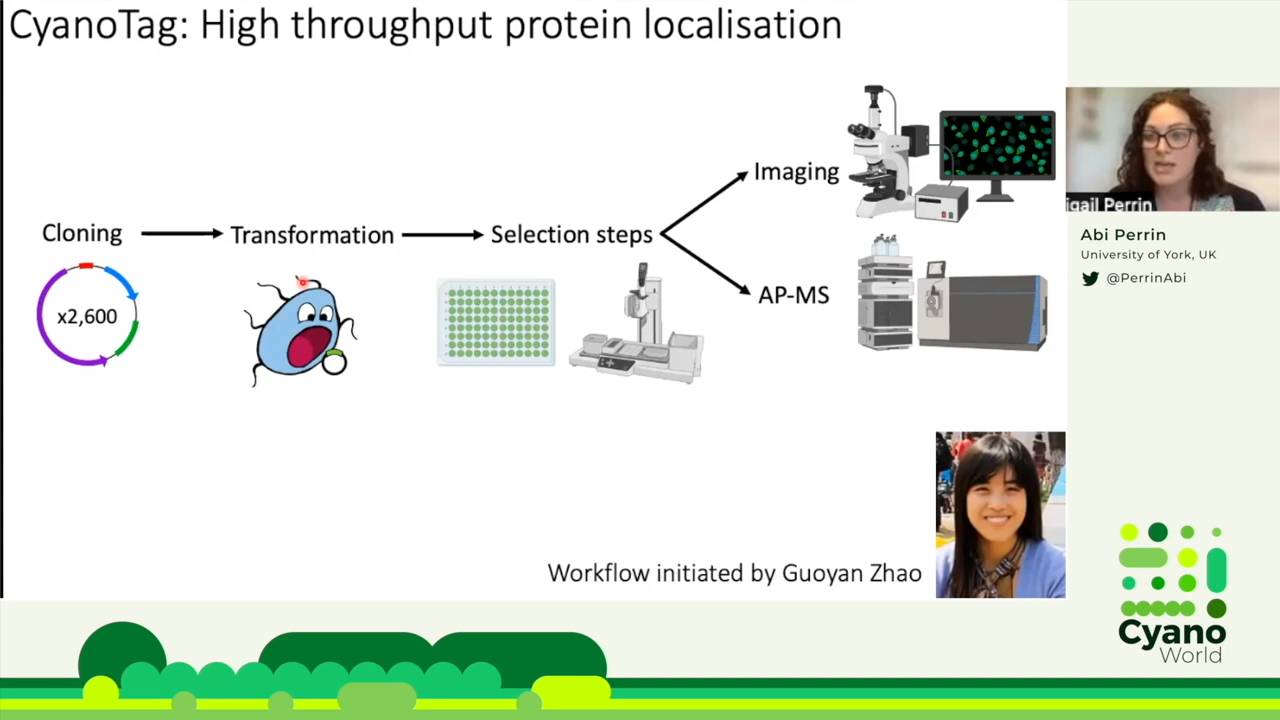 CyanoTag: High throughput protein localisation
Imaging
Cloning
Transformation
Selection steps
x2,600
AP-MS
Workflow initiated by Guoyan Zhao
igail Perrin
Abi Perrin
University of York, UK
@PerrinAbi
Cyano
World